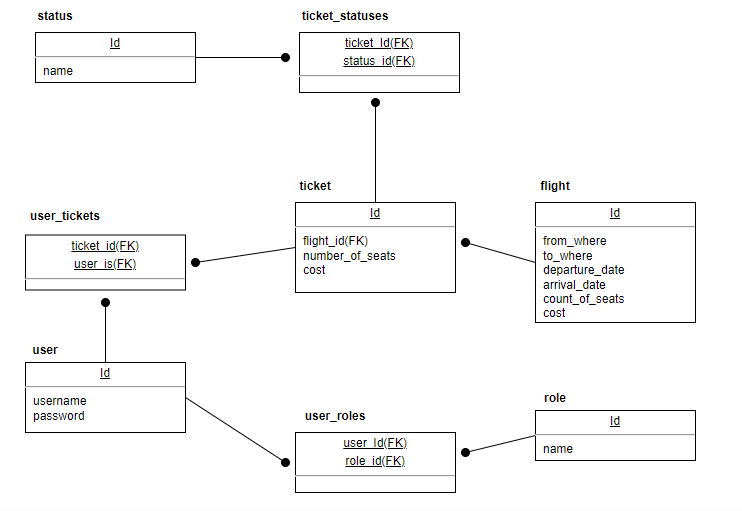 status
Id
name
ticket_statuses
ticket_Id(FK)
status_id(FK)
ticket
Id
flight_id(FK)
number_of_seats
cost
flight
Id
from_where
to_where
departure_date
arrival_date
count_of_seats
cost
user_tickets
ticket_id(FK)
user_is(FK)
user
Id
username
password
user_roles
user_Id(FK)
role_id(FK)
role
Id
name